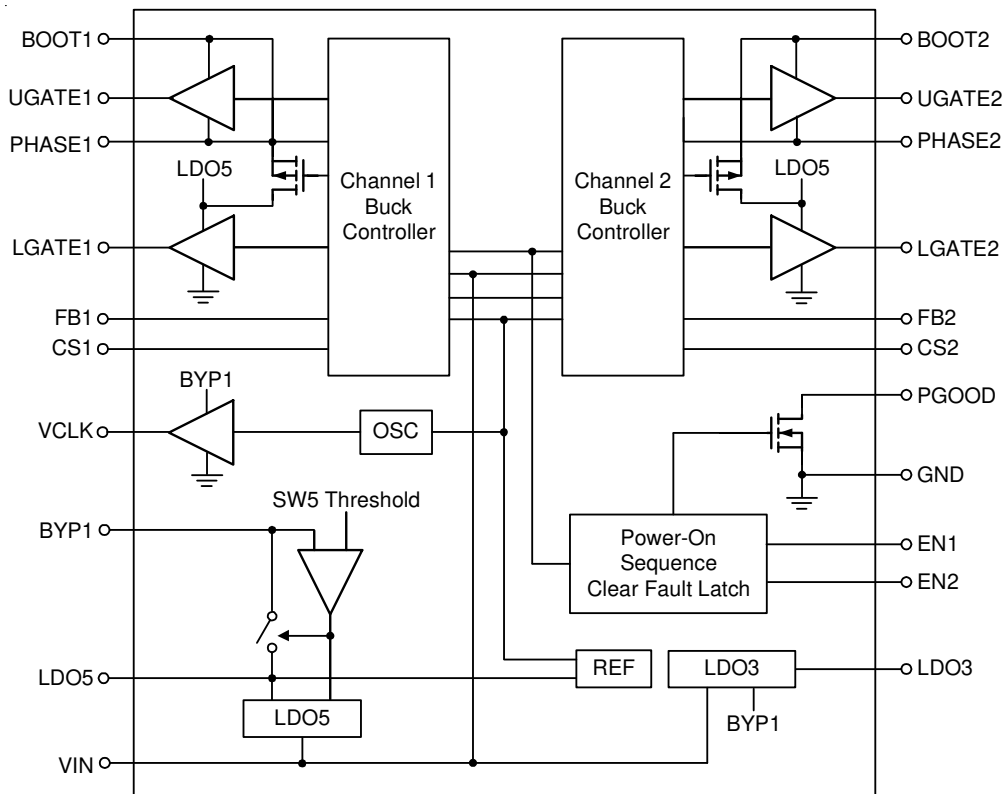 BOOT1
BOOT2
UGATE1
UGATE2
PHASE1
PHASE2
LDO5
LDO5
Channel 1
Buck
Controller
Channel 2
Buck
Controller
LGATE1
LGATE2
FB1
FB2
CS1
CS2
BYP1
PGOOD
VCLK
OSC
GND
SW5 Threshold
BYP1
Power-On
Sequence
Clear Fault Latch
EN1
EN2
LDO5
REF
LDO3
LDO3
LDO5
BYP1
VIN